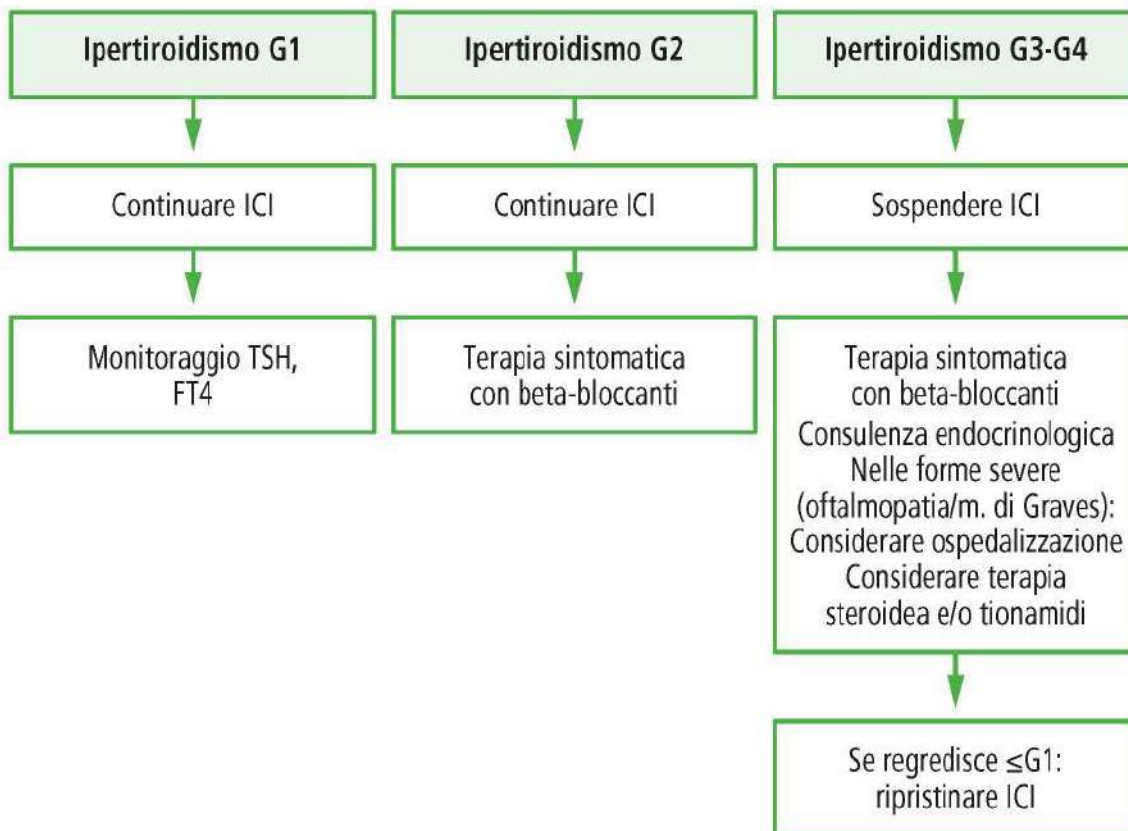 Ipertiroidismo G1
Ipertiroidismo G2
Ipertiroidismo G3-G4
Continuare ICI
Continuare ICI
Sospendere ICI
Monitoraggio TSH,
FT4
Terapia sintomatica
con beta-bloccanti
Terapia sintomatica
con beta-bloccanti
Consulenza endocrinologica
Nelle forme severe
(oftalmopatia/m. di Graves):
Considerare ospedalizzazione
Considerare terapia
steroidea e/o tionamidi
Se regredisce ≤G1:
ripristinare ICI